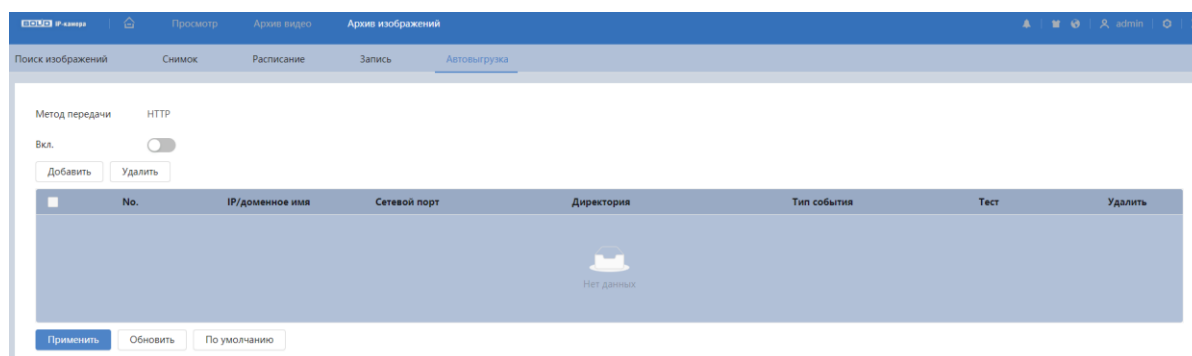 BOLID IP-камера Просмотр Архив видео Архив изображений admin
Поиск изображений Снимок Расписание Запись Автовыгрузка
Метод передачи HTTP
Вкл.
Добавить Удалить
No. IP/доменное имя Сетевой порт Директория Тип события Тест Удалить
Нет данных
Применить Обновить По умолчанию